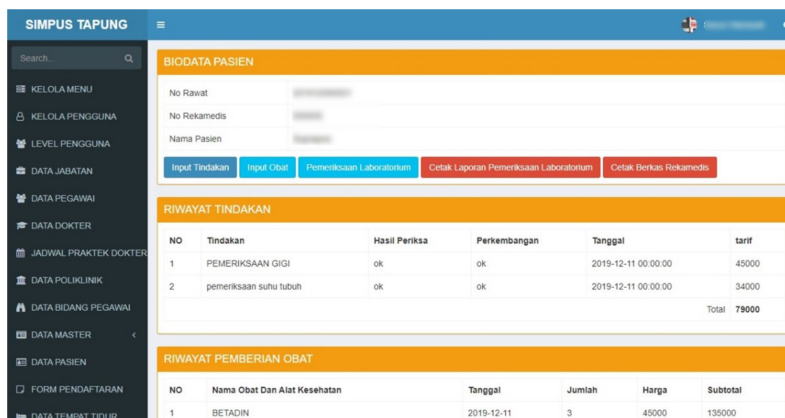 SIMPUS TAPUNG
Search...
KELOLA MENU
KELOLA PENGGUNA
LEVEL PENGGUNA
DATA JABATAN
DATA PEGAWAI
DATA DOKTER
JADWAL PRAKTEK DOKTER
DATA POLIKLINIK
DATA BIDANG PEGAWAI
DATA MASTER
DATA PASIEN
FORM PENDAFTARAN
DATA TEMPAT TIDUR
BIODATA PASIEN
No Rawat
No Rekamedis
Nama Pasien
Input Tindakan Input Obat Pemeriksaan Laboratorium Cetak Laporan Pemeriksaan Laboratorium Cetak Berkas Rekamedis
RIWAYAT TINDAKAN
NO Tindakan Hasil Periksa Perkembangan Tanggal tarif
1 PEMERIKSAAN GIGI ok ok 2019-12-11 00:00:00 45000
2 pemeriksaan suhu tubuh ok ok 2019-12-11 00:00:00 34000
Total 79000
RIWAYAT PEMBERIAN OBAT
NO Nama Obat Dan Alat Kesehatan Tanggal Jumlah Harga Subtotal
1 BETADIN 2019-12-11 3 45000 135000